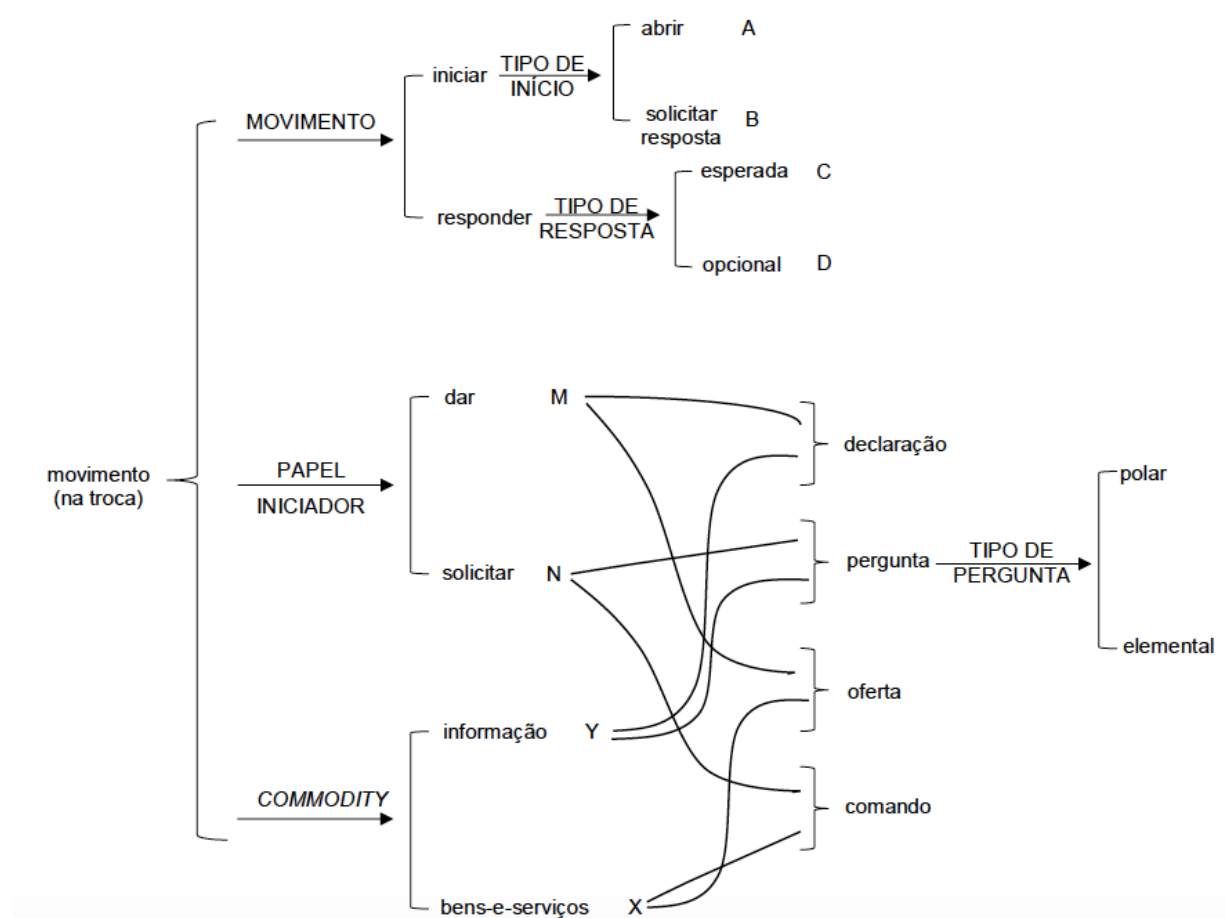 abrir A
TIPO DE
iniciar
INÍCIO
MOVIMENTO
solicitar B
resposta
esperada C
TIPO DE
responder
RESPOSTA
opcional D
dar M
declaração
movimento
(na troca)
PAPEL
INICIADOR
polar
pergunta
TIPO DE
PERGUNTA
solicitar N
elemental
oferta
informação Y
COMMODITY
comando
bens-e-serviços X